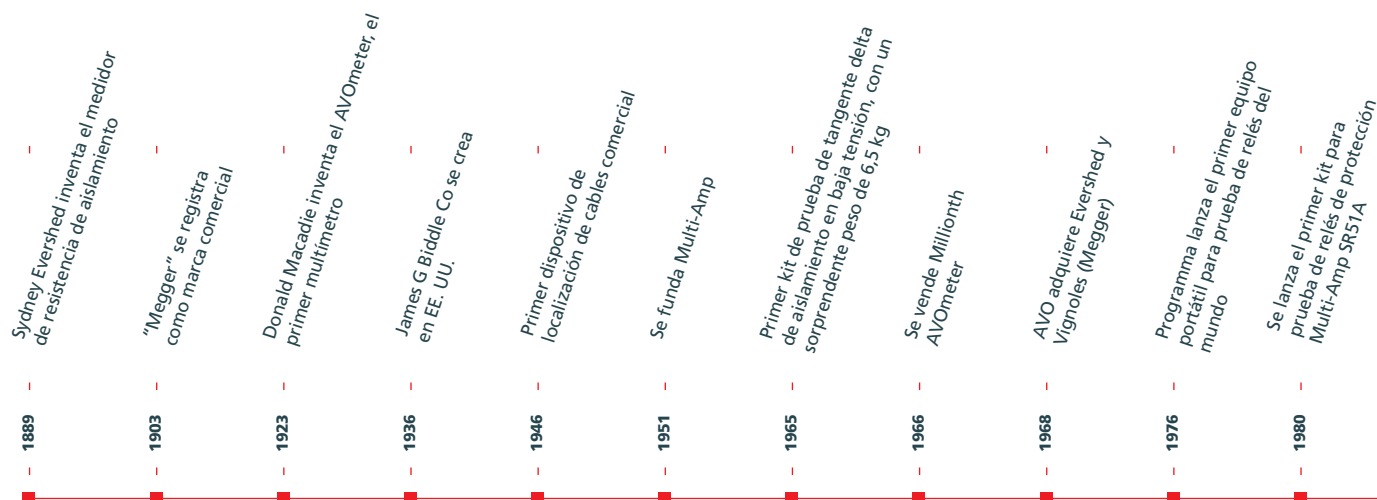 Sydney Evershed inventa el medidor
de resistencia de aislamiento
1889
"Megger" se registra
como marca comercial
1903
Donald Macadie inventa el AVOmeter, el
primer multímetro
1923
James G Biddle Co se crea
en EE. UU.
1936
Primer dispositivo de
localización de cables comercial
1946
Se funda Multi-Amp
1951
Primer kit de prueba de tangente delta
de aislamiento en baja tensión, con un
sorprendente peso de 6,5 kg
1965
Se vende Millionth
AVOmeter
1966
AVO adquiere Evershed y
Vignoles (Megger)
1968
Programma lanza el primer equipo
portátil para prueba de relés del
mundo
1976
Se lanza el primer kit para
prueba de relés de protección
Multi-Amp SR51A
1980